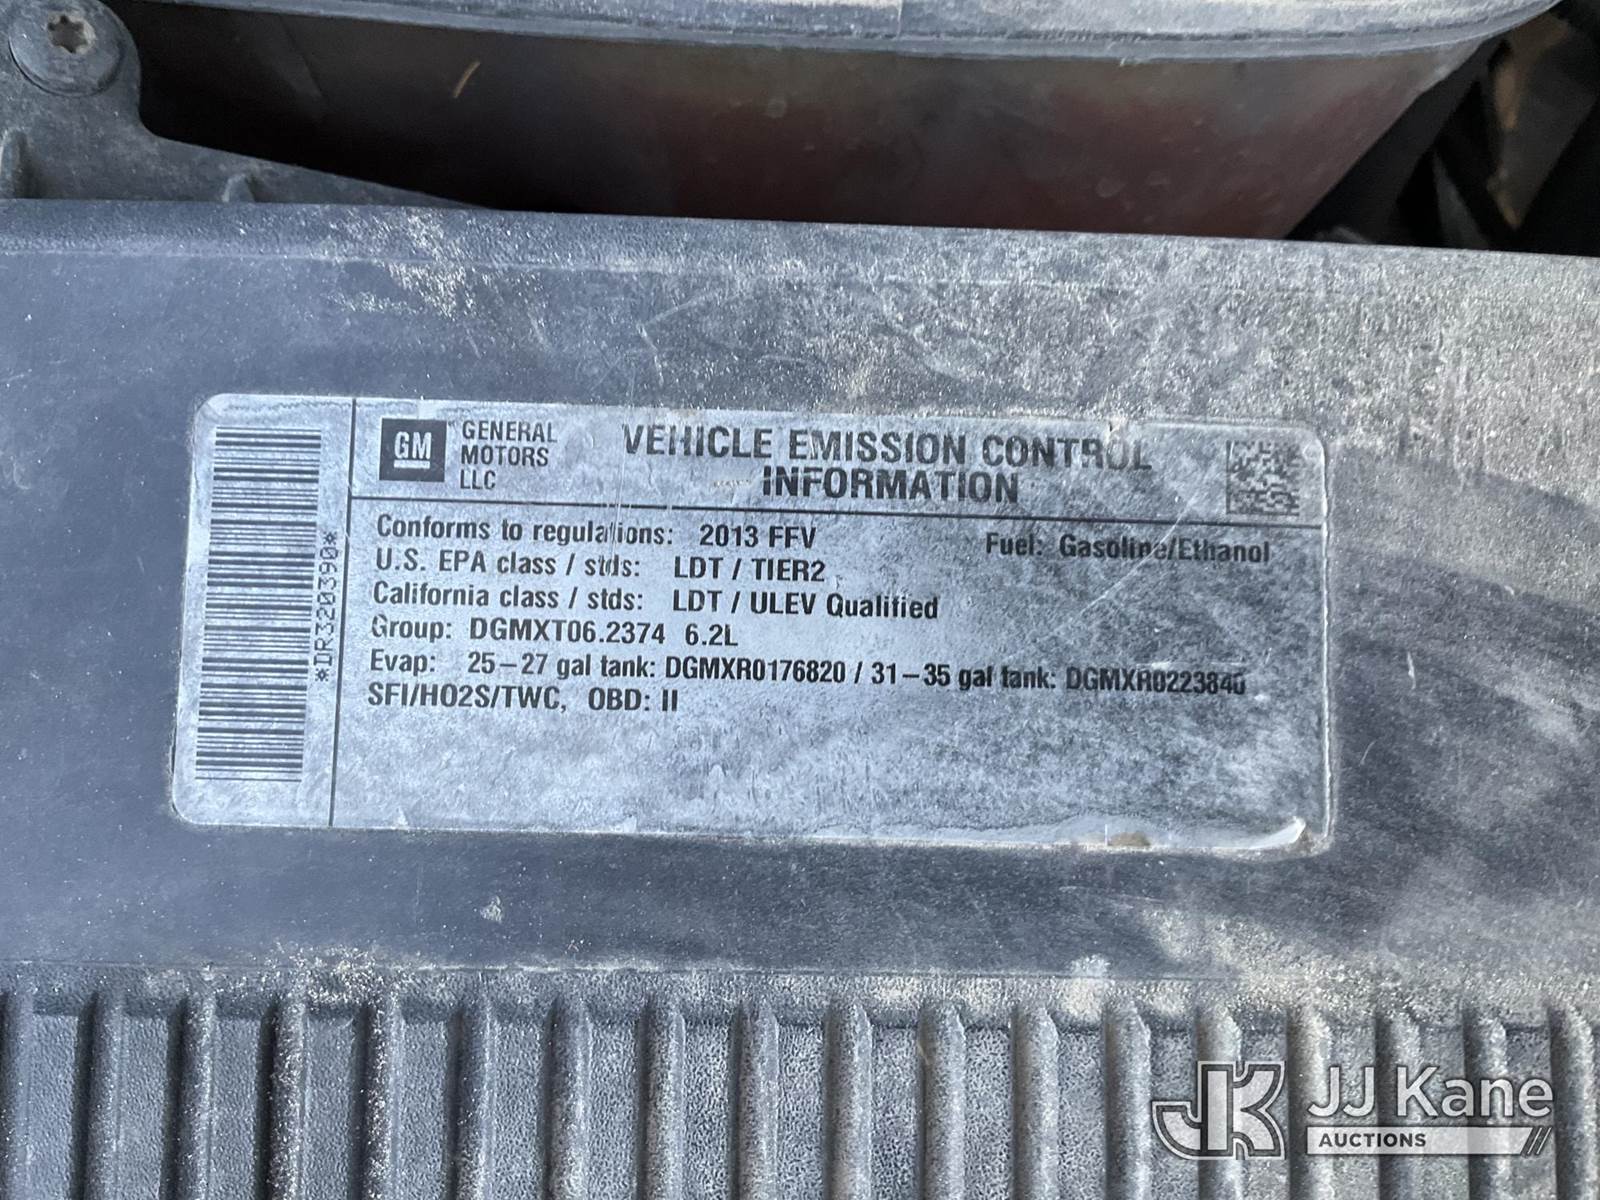 GM
GENERAL
MOTORS
LLC
VEHICLE EMISSION CONTROL
INFORMATION
Conforms to regulations: 2013 FFV
Fuel: Gasoline/Ethanol
U.S. EPA class / stds: LDT / TIER2
California class / stds: LDT / ULEV Qualified
Group: DGMXT06.2374 6.2L
Evap: 25-27 gal tank: DGMXR0176820 / 31-35 gal tank: DGMXR0223840
SFI/HO2S/TWC, OBD: II
*DR320390*
JK
JJ Kane
AUCTIONS